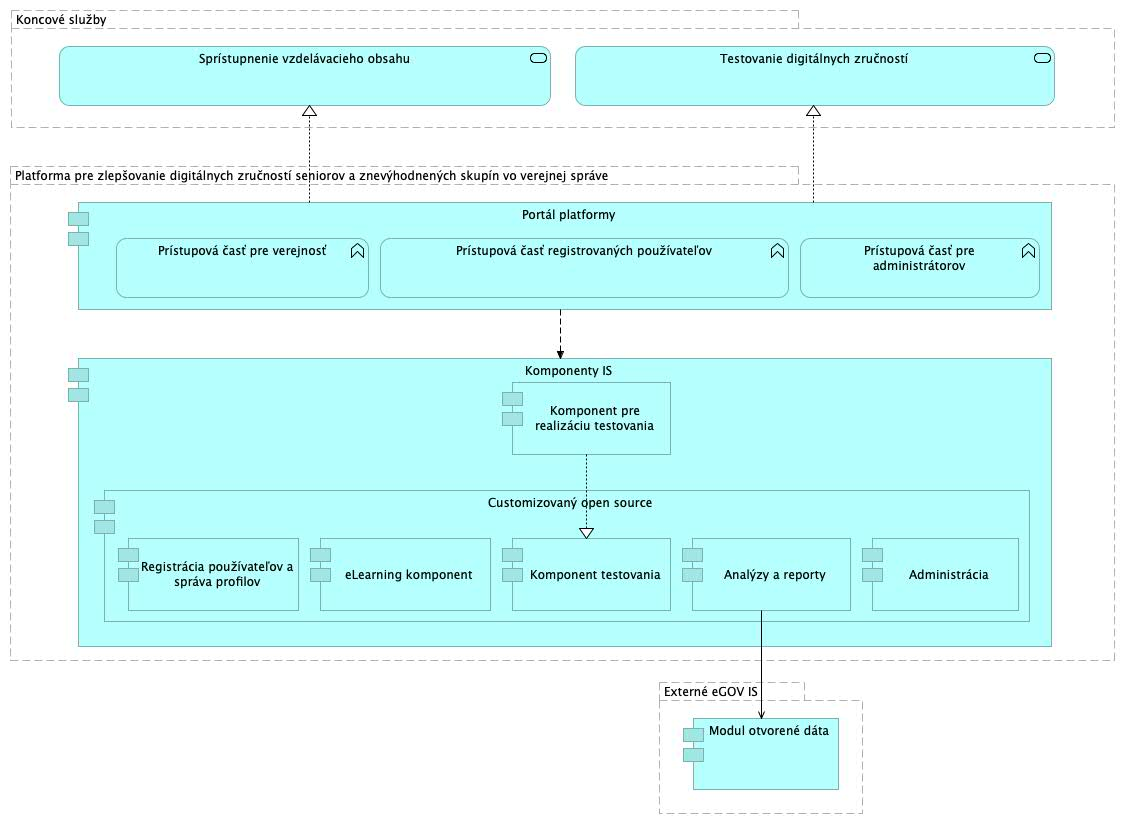 Koncové služby
Sprístupnenie vzdelávacieho obsahu
Testovanie digitálnych zručností
Platforma pre zlepšovanie digitálnych zručností seniorov a znevýhodnených skupín vo verejnej správe
Portál platformy
Prístupová časť pre verejnosť
Prístupová časť registrovaných používateľov
Prístupová časť pre
administrátorov
Komponenty IS
Komponent pre
realizáciu testovania
Customizovaný open source
Registrácia používateľov a
správa profilov
eLearning komponent
Komponent testovania
Analýzy a reporty
Administrácia
Externé eGOV IS
Modul otvorené dáta